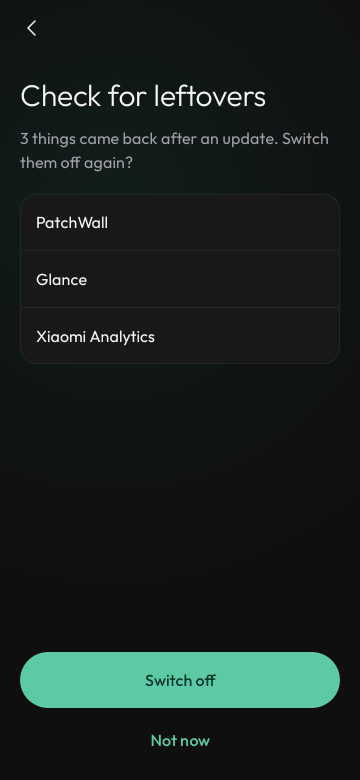 Check for leftovers
3 things came back after an update. Switch
them off again?
PatchWall
Glance
Xiaomi Analytics
Switch off
Not now